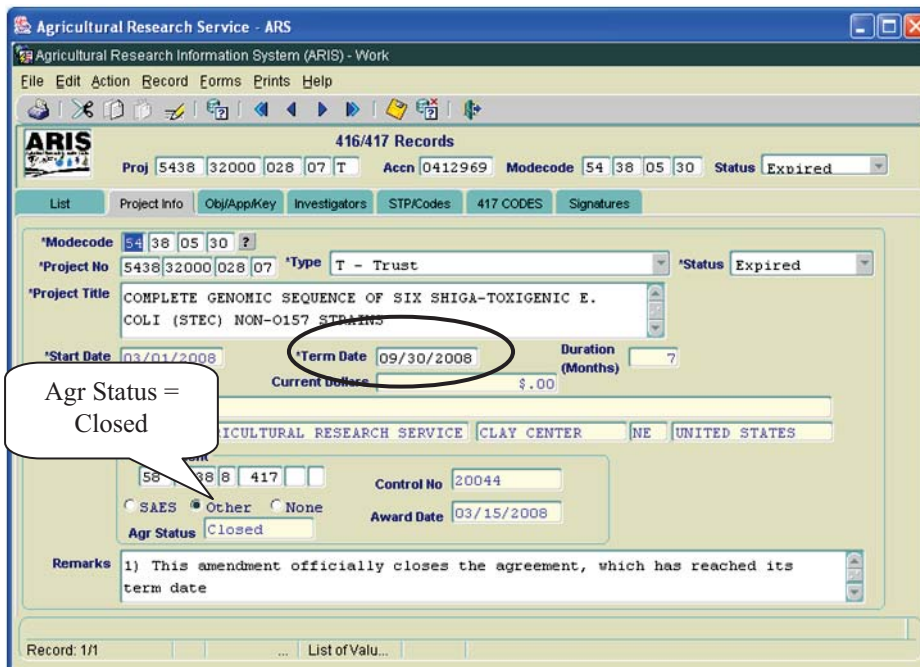 Agricultural Research Service - ARS
Agricultural Research Information System (ARIS) - Work
File Edit Action Record Forms Prints Help
ARIS
416/417 Records
Proj 5438 32000 028 07 T Accn 0412969 Modecode 54 38 05 30 Status Expired
List Project Info Obj/App/Key Investigators STP/Codes 417 CODES Signatures
*Modecode 54 38 05 30 ?
*Project No 5438 32000 028 07 *Type T - Trust *Status Expired
*Project Title COMPLETE GENOMIC SEQUENCE OF SIX SHIGA-TOXIGENIC E.
COLI (STEC) NON-O157 STRAINS
*Start Date 03/01/2008 *Term Date 09/30/2008 Duration (Months) 7
Current Dollars $.00
Agr Status =
Closed
RICULTURAL RESEARCH SERVICE CLAY CENTER NE UNITED STATES
58 38 8 417 Control No 20044
SAES Other None Award Date 03/15/2008
Agr Status Closed
Remarks 1) This amendment officially closes the agreement, which has reached its
term date
Record: 1/1 ... List of Valu...